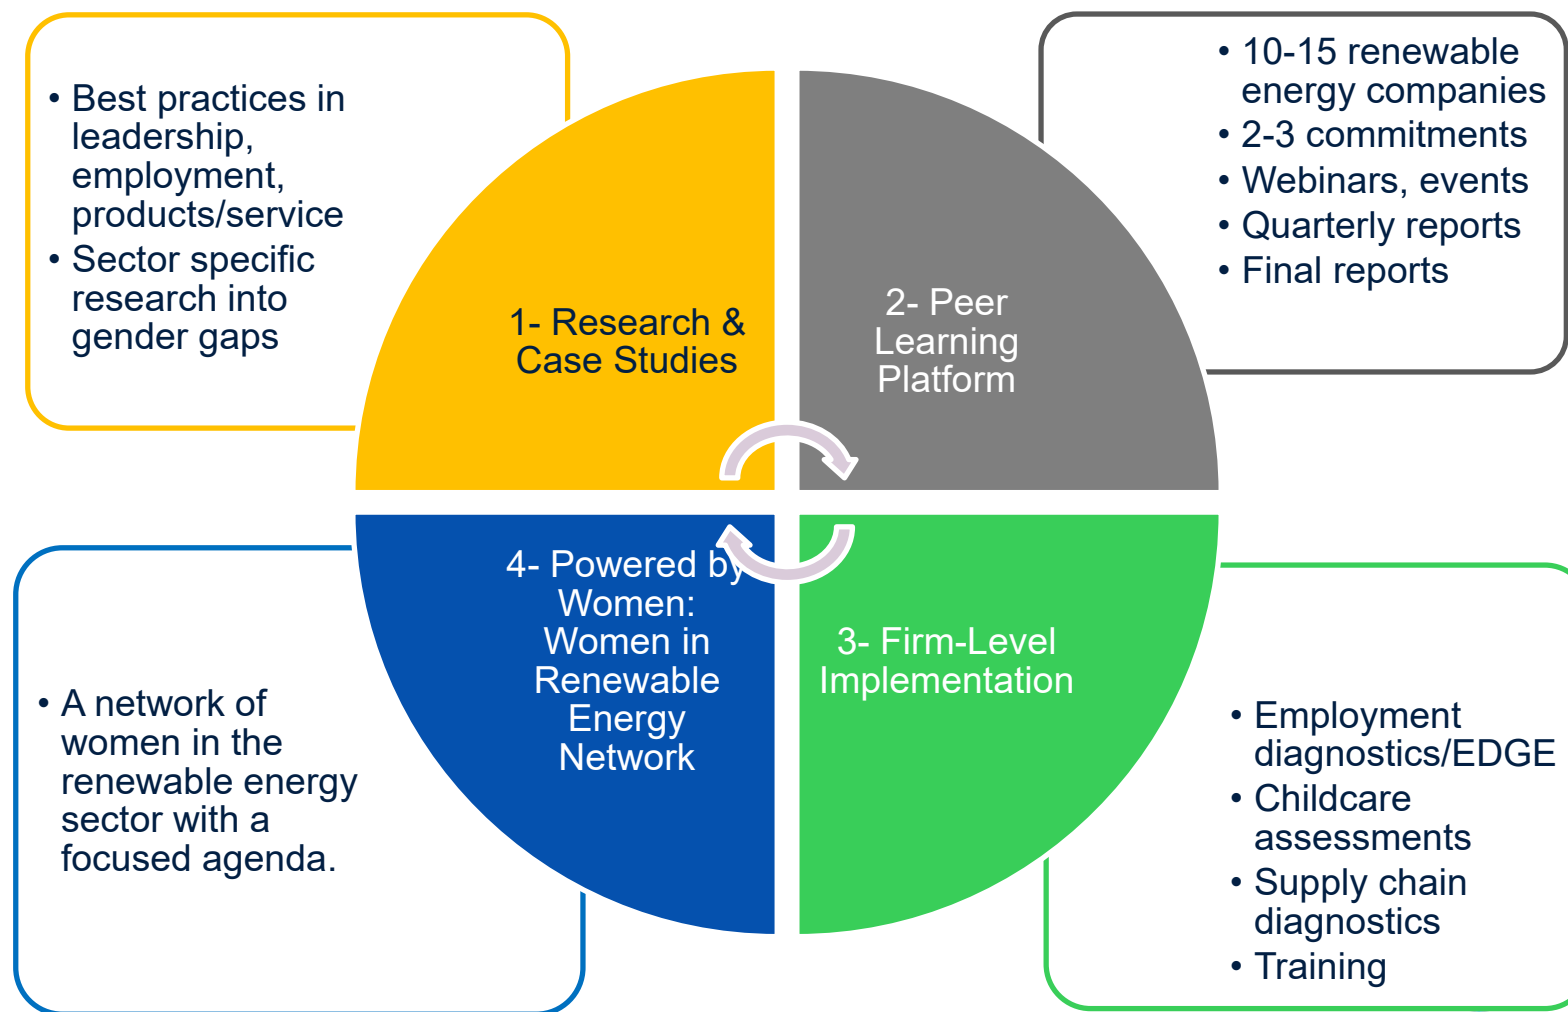 • Best practices in
leadership,
employment,
products/service
• Sector specific
research into
gender gaps
1- Research &
Case Studies
2- Peer
Learning
Platform
• 10-15 renewable
energy companies
• 2-3 commitments
• Webinars, events
• Quarterly reports
• Final reports
3- Firm-Level
Implementation
• Employment
diagnostics/EDGE
• Childcare
assessments
• Supply chain
diagnostics
• Training
4- Powered by
Women:
Women in
Renewable
Energy
Network
• A network of
women in the
renewable energy
sector with a
focused agenda.